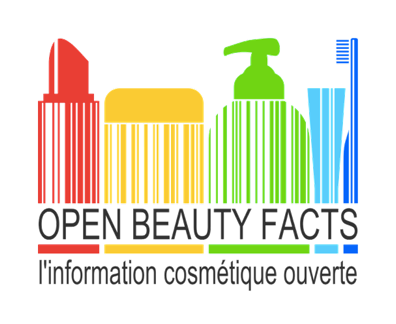 OPEN BEAUTY FACTS
l'information cosmétique ouverte